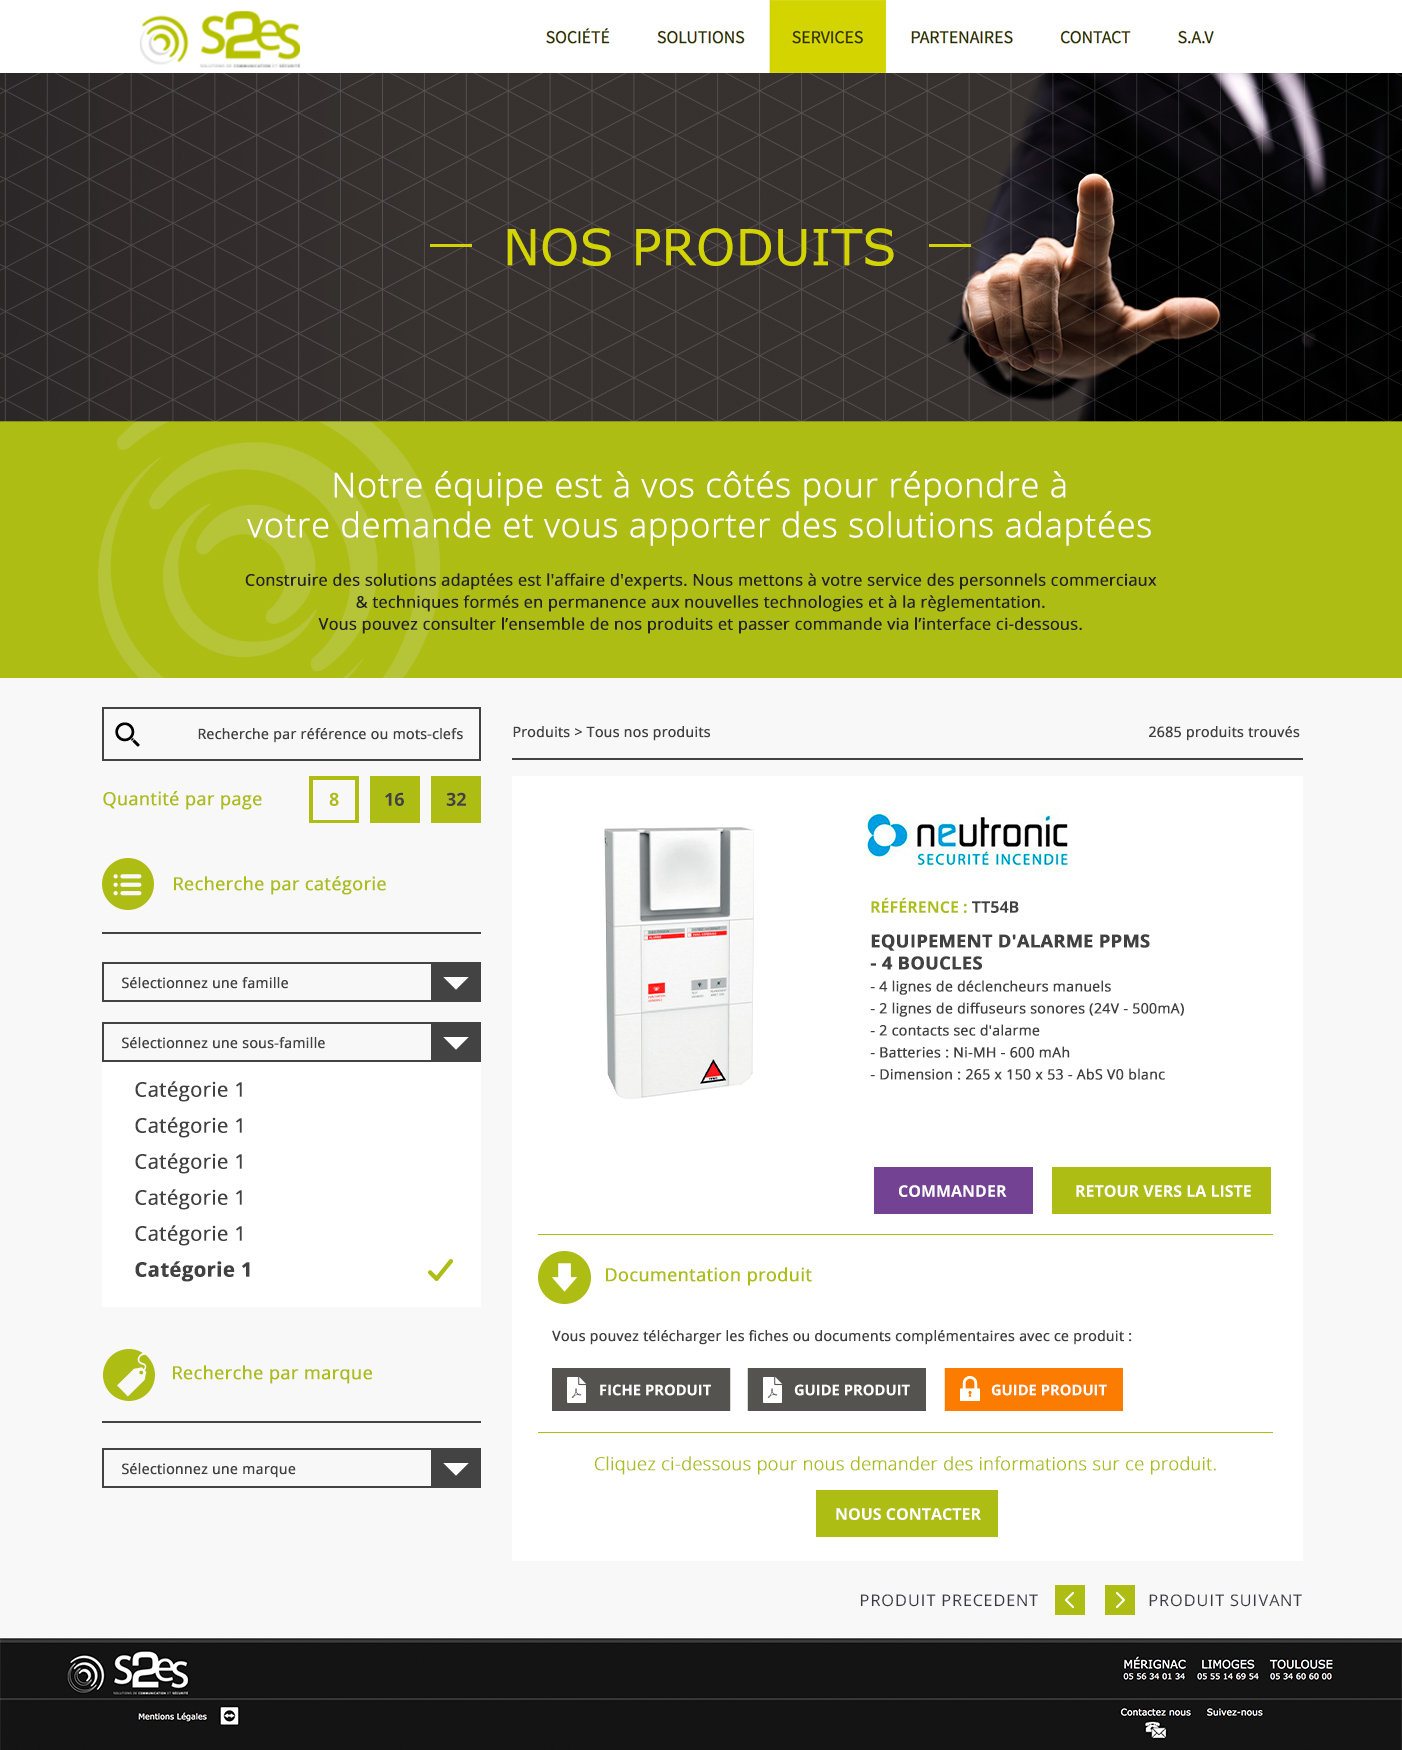 S2es
SOLUTIONS DE COMMUNICATION ET SÉCURITÉ
SOCIÉTÉ
SOLUTIONS
SERVICES
PARTENAIRES
CONTACT
S.A.V
NOS PRODUITS
Notre équipe est à vos côtés pour répondre à
votre demande et vous apporter des solutions adaptées
Construire des solutions adaptées est l'affaire d'experts. Nous mettons à votre service des personnels commerciaux
& techniques formés en permanence aux nouvelles technologies et à la règlementation.
Vous pouvez consulter l’ensemble de nos produits et passer commande via l’interface ci-dessous.
Recherche par référence ou mots-clefs
Quantité par page
8
16
32
Recherche par catégorie
Sélectionnez une famille
Sélectionnez une sous-famille
Catégorie 1
Catégorie 1
Catégorie 1
Catégorie 1
Catégorie 1
Catégorie 1
Recherche par marque
Sélectionnez une marque
Produits > Tous nos produits
2685 produits trouvés
neutronic
SECURITÉ INCENDIE
RÉFÉRENCE : TT54B
EQUIPEMENT D'ALARME PPMS
- 4 BOUCLES
- 4 lignes de déclencheurs manuels
- 2 lignes de diffuseurs sonores (24V - 500mA)
- 2 contacts sec d'alarme
- Batteries : Ni-MH - 600 mAh
- Dimension : 265 x 150 x 53 - AbS V0 blanc
COMMANDER
RETOUR VERS LA LISTE
Documentation produit
Vous pouvez télécharger les fiches ou documents complémentaires avec ce produit :
FICHE PRODUIT
GUIDE PRODUIT
GUIDE PRODUIT
Cliquez ci-dessous pour nous demander des informations sur ce produit.
NOUS CONTACTER
PRODUIT PRECEDENT
PRODUIT SUIVANT
S2es
SOLUTIONS DE COMMUNICATION ET SÉCURITÉ
MÉRIGNAC
05 56 34 01 34
LIMOGES
05 55 14 69 54
TOULOUSE
05 34 60 60 00
Mentions Légales
Contactez nous
Suivez-nous